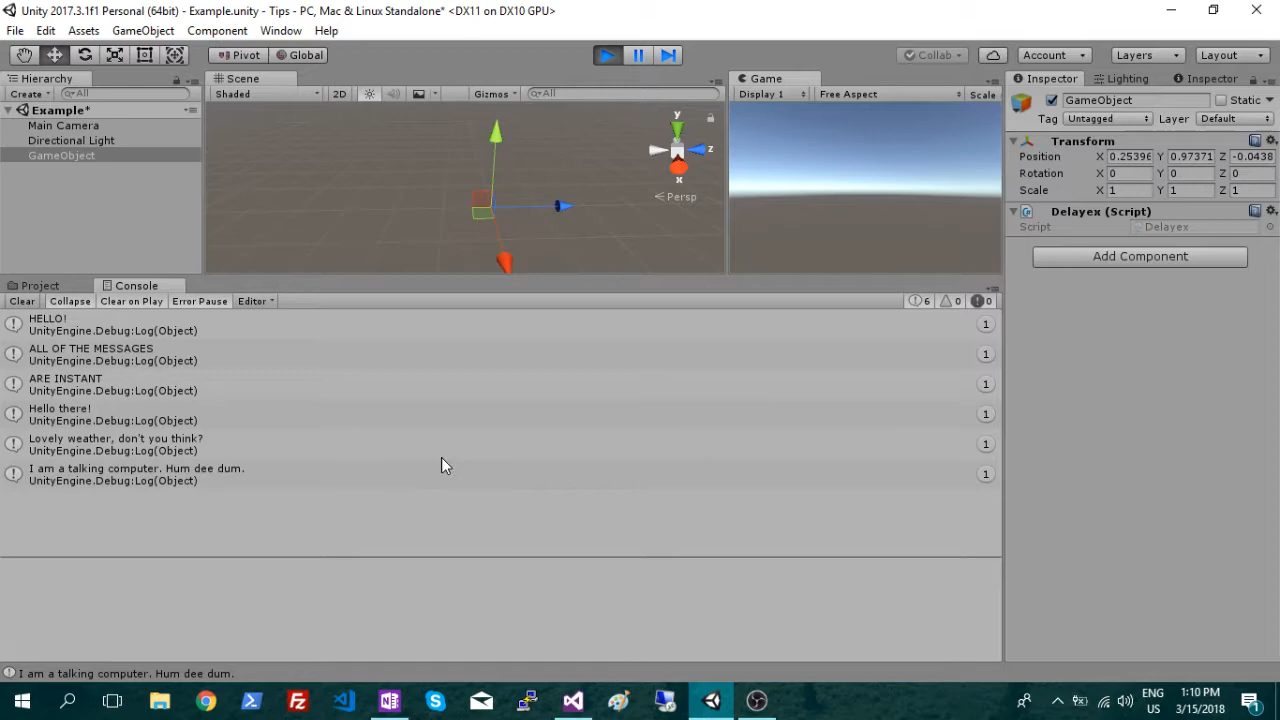 Unity 2017.3.1f1 Personal (64bit) - Example.unity - Tips - PC, Mac & Linux Standalone* <DX11 on DX10 GPU>
File Edit Assets GameObject Component Window Help
Pivot Global Collab Account Layers Layout
Hierarchy Scene Game Inspector Lighting Inspector
Create All Shaded 2D Gizmos All Display 1 Free Aspect Scale GameObject Static
Example*
Main Camera
Directional Light
GameObject
y
z
x
Persp
Tag Untagged Layer Default
Transform
Position X 0.25396 Y 0.97371 Z -0.0438
Rotation X 0 Y 0 Z 0
Scale X 1 Y 1 Z 1
Delayex (Script)
Script Delayex
Add Component
Project Console
Clear Collapse Clear on Play Error Pause Editor 6 0 0
HELLO!
UnityEngine.Debug:Log(Object) 1
ALL OF THE MESSAGES
UnityEngine.Debug:Log(Object) 1
ARE INSTANT
UnityEngine.Debug:Log(Object) 1
Hello there!
UnityEngine.Debug:Log(Object) 1
Lovely weather, don't you think?
UnityEngine.Debug:Log(Object) 1
I am a talking computer. Hum dee dum.
UnityEngine.Debug:Log(Object) 1
I am a talking computer. Hum dee dum.
ENG 1:10 PM
US 3/15/2018 1